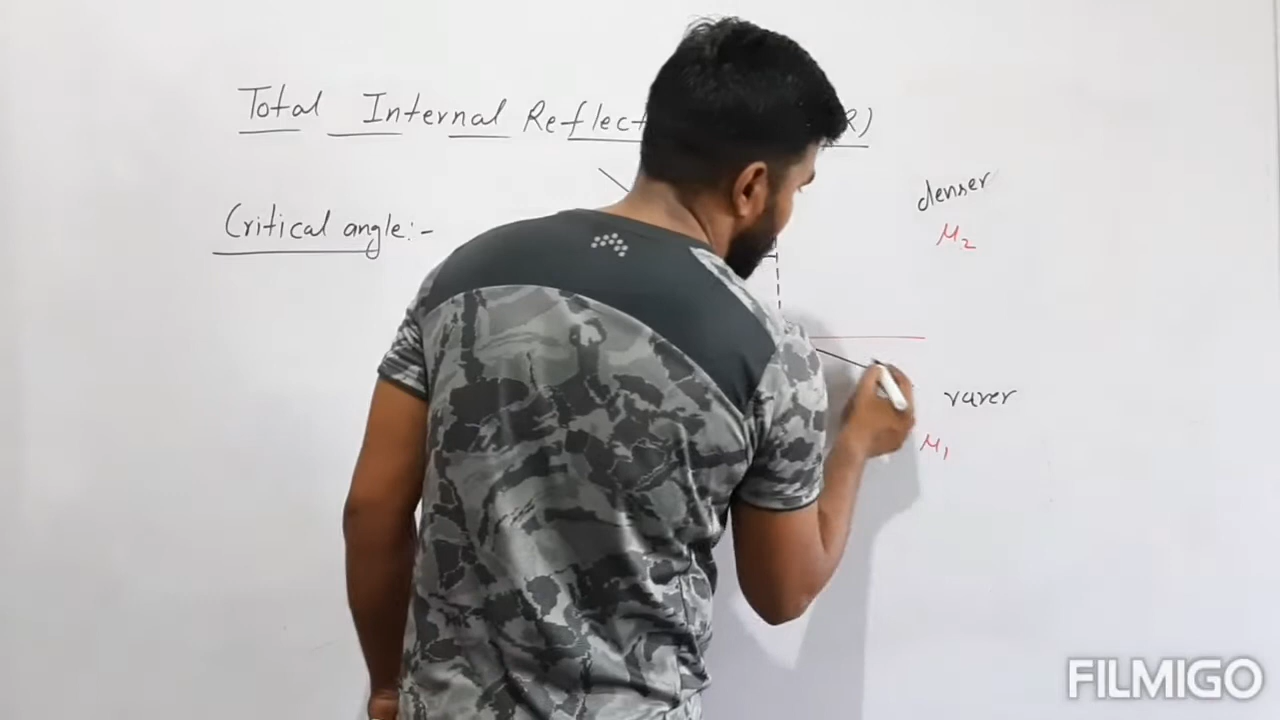 Total Internal Reflect R)
denser
Critical angle:-
μ2
rarer
μ1
FILMIGO